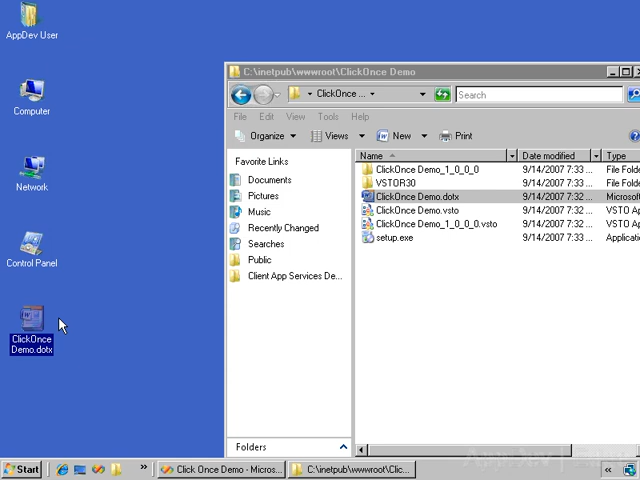 AppDev User
Computer
Network
Control Panel
ClickOnce
Demo.dotx
C:\inetpub\wwwroot\ClickOnce Demo
ClickOnce ...
Search
File Edit View Tools Help
Organize Views New Print
Favorite Links
Documents
Pictures
Music
Recently Changed
Searches
Public
Client App Services De...
Folders
Name Date modified Type
ClickOnce Demo_1_0_0_0 9/14/2007 7:33 ... File Folde
VSTOR30 9/14/2007 7:33 ... File Folde
ClickOnce Demo.dotx 9/14/2007 7:32 ... Microsof
ClickOnce Demo.vsto 9/14/2007 7:32 ... VSTO Ap
ClickOnce Demo_1_0_0_0.vsto 9/14/2007 7:32 ... VSTO Ap
setup.exe 9/14/2007 7:33 ... Applicatio
Start
Click Once Demo - Micros...
C:\inetpub\wwwroot\Clic...